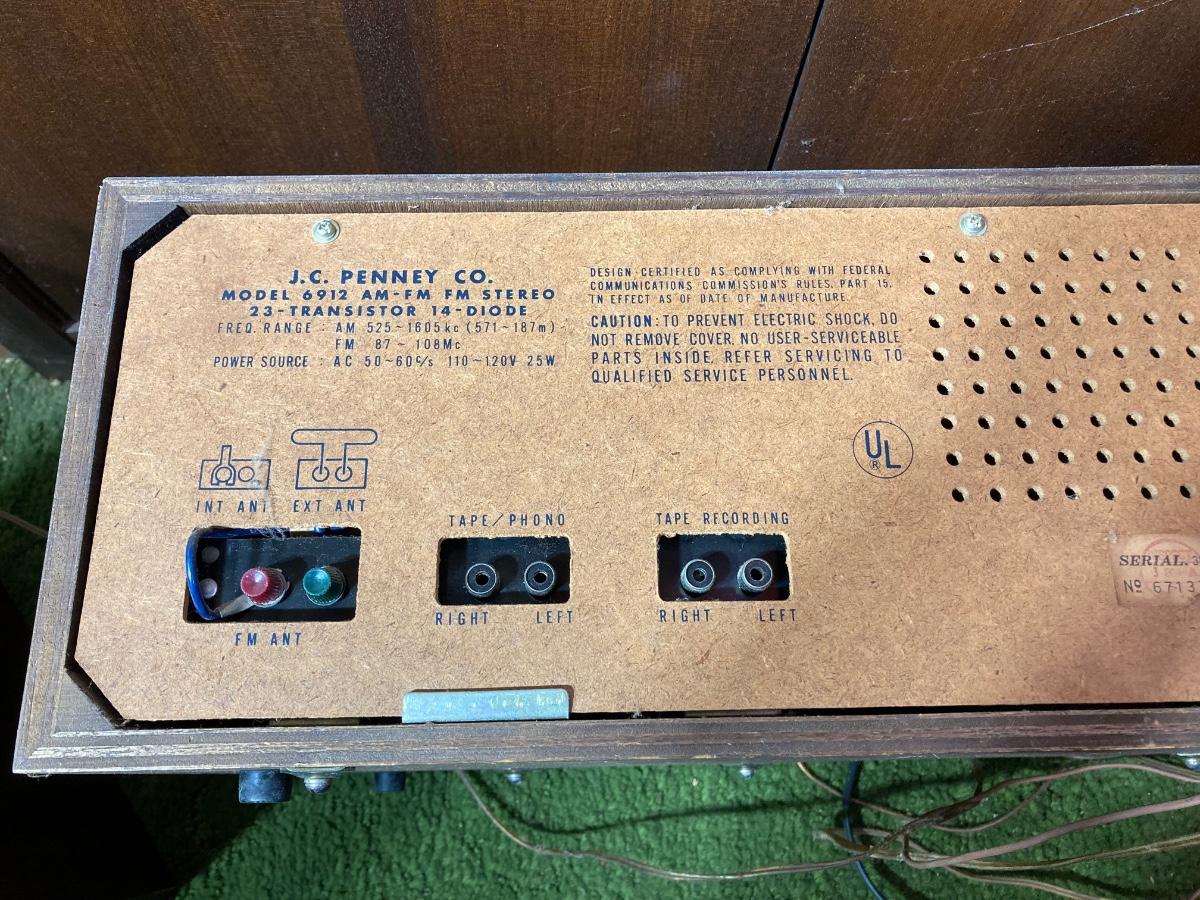 J.C. PENNEY CO.
MODEL 6912 AM-FM FM STEREO
23-TRANSISTOR 14-DIODE
FREQ. RANGE : AM 525~1605kc (571~187m)
FM 87~108Mc
POWER SOURCE : AC 50~60c/s 110~120V 25W
DESIGN CERTIFIED AS COMPLYING WITH FEDERAL
COMMUNICATIONS COMMISSION'S RULES, PART 15,
IN EFFECT AS OF DATE OF MANUFACTURE.
CAUTION: TO PREVENT ELECTRIC SHOCK, DO
NOT REMOVE COVER. NO USER-SERVICEABLE
PARTS INSIDE. REFER SERVICING TO
QUALIFIED SERVICE PERSONNEL.
UL
®
INT ANT EXT ANT
TAPE/PHONO
TAPE RECORDING
RIGHT LEFT
RIGHT LEFT
FM ANT
SERIAL.
No 6713